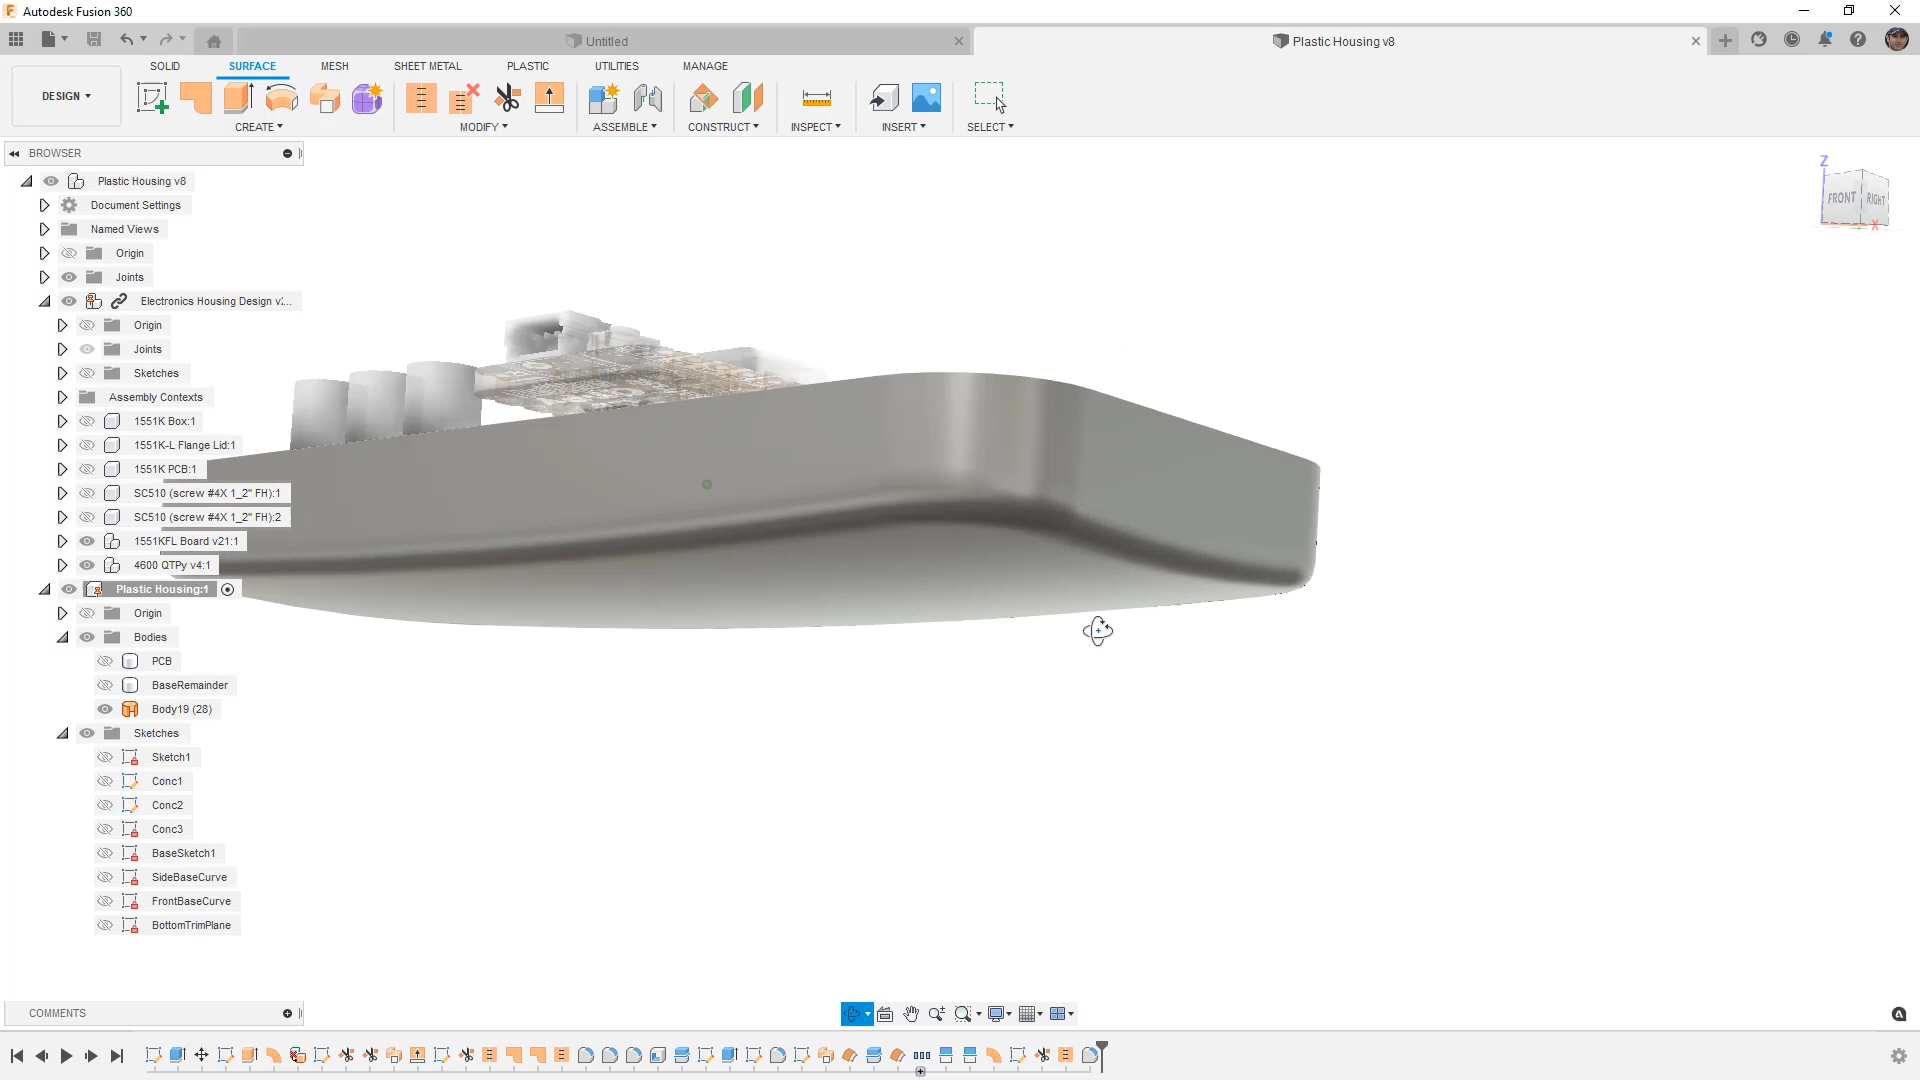 Autodesk Fusion 360
Untitled
Plastic Housing v8
DESIGN
SOLID
SURFACE
MESH
SHEET METAL
PLASTIC
UTILITIES
MANAGE
CREATE
MODIFY
ASSEMBLE
CONSTRUCT
INSPECT
INSERT
SELECT
BROWSER
Plastic Housing v8
Document Settings
Named Views
Origin
Joints
Electronics Housing Design v:...
Origin
Joints
Sketches
Assembly Contexts
1551K Box:1
1551K-L Flange Lid:1
1551K PCB:1
SC510 (screw #4X 1_2" FH):1
SC510 (screw #4X 1_2" FH):2
1551KFL Board v21:1
4600 QTPy v4:1
Plastic Housing:1
Origin
Bodies
PCB
BaseRemainder
Body19 (28)
Sketches
Sketch1
Conc1
Conc2
Conc3
BaseSketch1
SideBaseCurve
FrontBaseCurve
BottomTrimPlane
Z
FRONT
RIGHT
X
COMMENTS